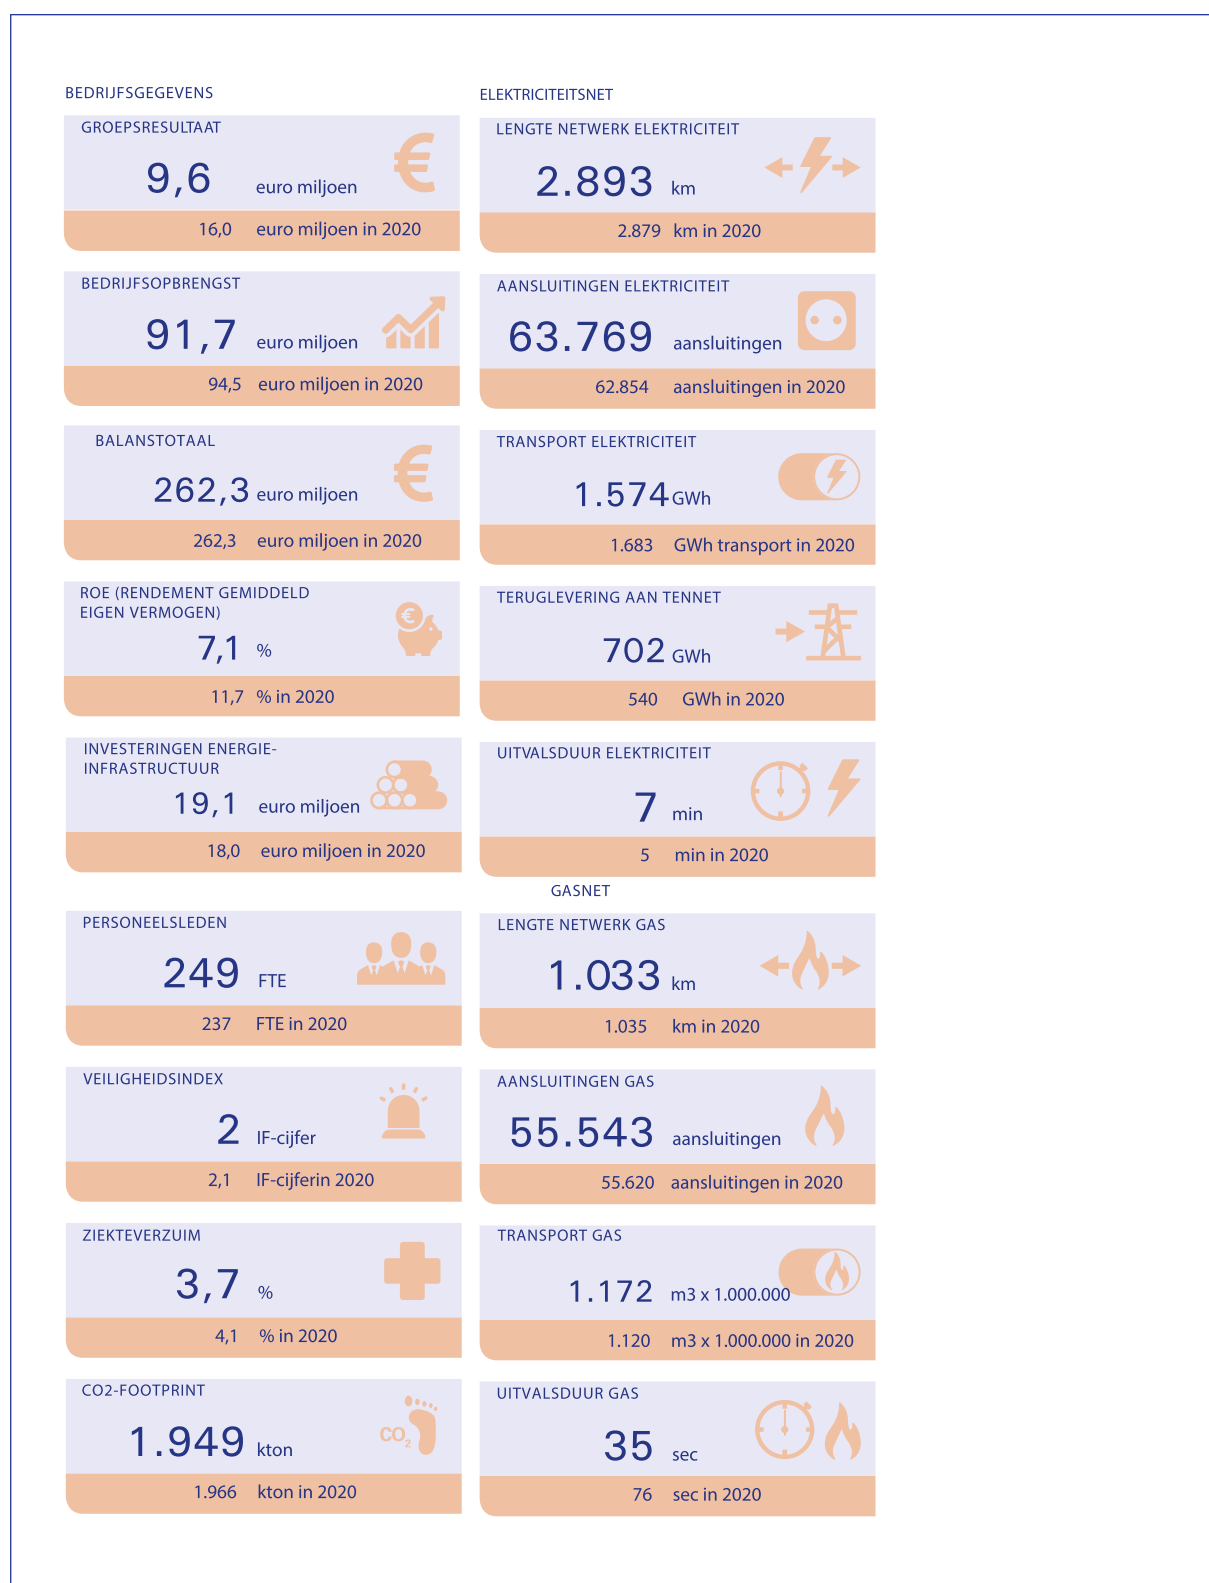 BEDRIJFSGEGEVENS
GROEPSRESULTAAT
9,6 euro miljoen
16,0 euro miljoen in 2020
BEDRIJFSOPBRENGST
91,7 euro miljoen
94,5 euro miljoen in 2020
BALANSTOTAAL
262,3 euro miljoen
262,3 euro miljoen in 2020
ROE (RENDEMENT GEMIDDELD
EIGEN VERMOGEN)
7,1 %
11,7 % in 2020
INVESTERINGEN ENERGIE-
INFRASTRUCTUUR
19,1 euro miljoen
18,0 euro miljoen in 2020
PERSONEELSLEDEN
249 FTE
237 FTE in 2020
VEILIGHEIDSINDEX
2 IF-cijfer
2,1 IF-cijferin 2020
ZIEKTEVERZUIM
3,7 %
4,1 % in 2020
CO2-FOOTPRINT
1.949 kton
CO2
1.966 kton in 2020
ELEKTRICITEITSNET
LENGTE NETWERK ELEKTRICITEIT
2.893 km
2.879 km in 2020
AANSLUITINGEN ELEKTRICITEIT
63.769 aansluitingen
62.854 aansluitingen in 2020
TRANSPORT ELEKTRICITEIT
1.574 GWh
1.683 GWh transport in 2020
TERUGLEVERING AAN TENNET
702 GWh
540 GWh in 2020
UITVALSDUUR ELEKTRICITEIT
7 min
5 min in 2020
GASNET
LENGTE NETWERK GAS
1.033 km
1.035 km in 2020
AANSLUITINGEN GAS
55.543 aansluitingen
55.620 aansluitingen in 2020
TRANSPORT GAS
1.172 m3 x 1.000.000
1.120 m3 x 1.000.000 in 2020
UITVALSDUUR GAS
35 sec
76 sec in 2020